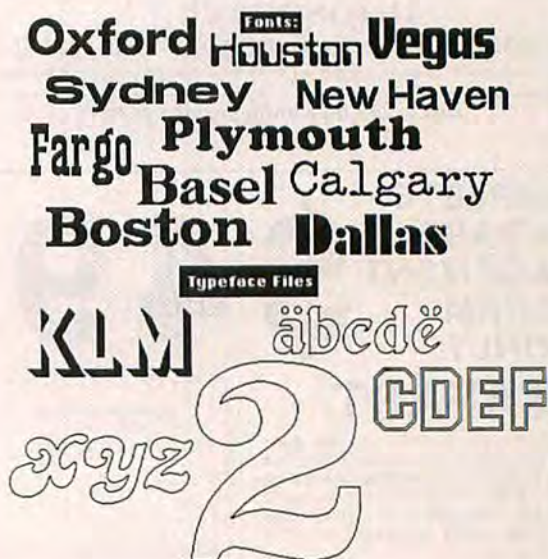 Fonts:
Oxford Houston Vegas
Sydney New Haven
Fargo Plymouth
Basel Calgary
Boston Dallas
Typeface Files
KLM äbcdë
CDEF
xyz 2